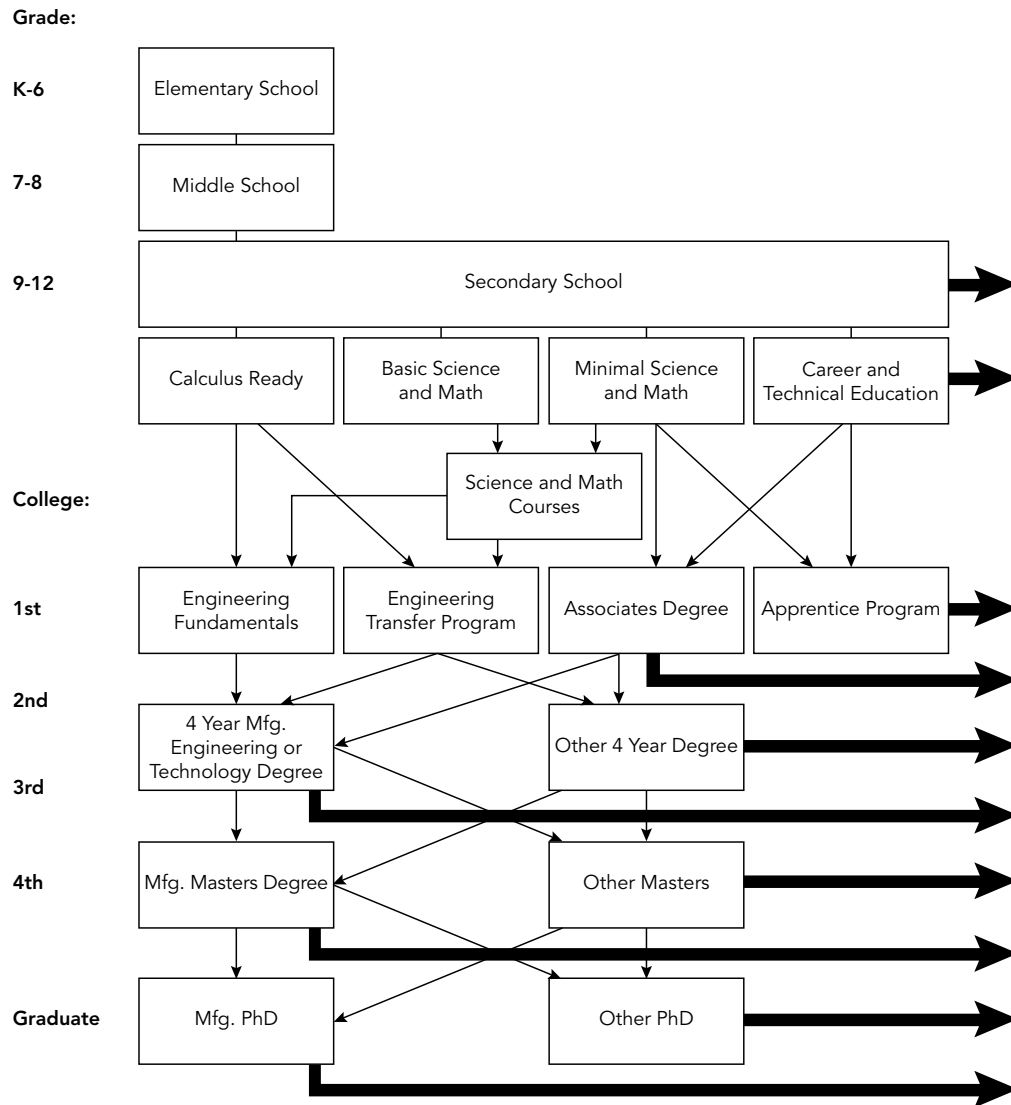 Grade:
K-6
Elementary School
7-8
Middle School
9-12
Secondary School
Calculus Ready
Basic Science
and Math
Minimal Science
and Math
Career and
Technical Education
College:
Science and Math
Courses
1st
Engineering
Fundamentals
Engineering
Transfer Program
Associates Degree
Apprentice Program
2nd
4 Year Mfg.
Engineering or
Technology Degree
Other 4 Year Degree
3rd
4th
Mfg. Masters Degree
Other Masters
Graduate
Mfg. PhD
Other PhD